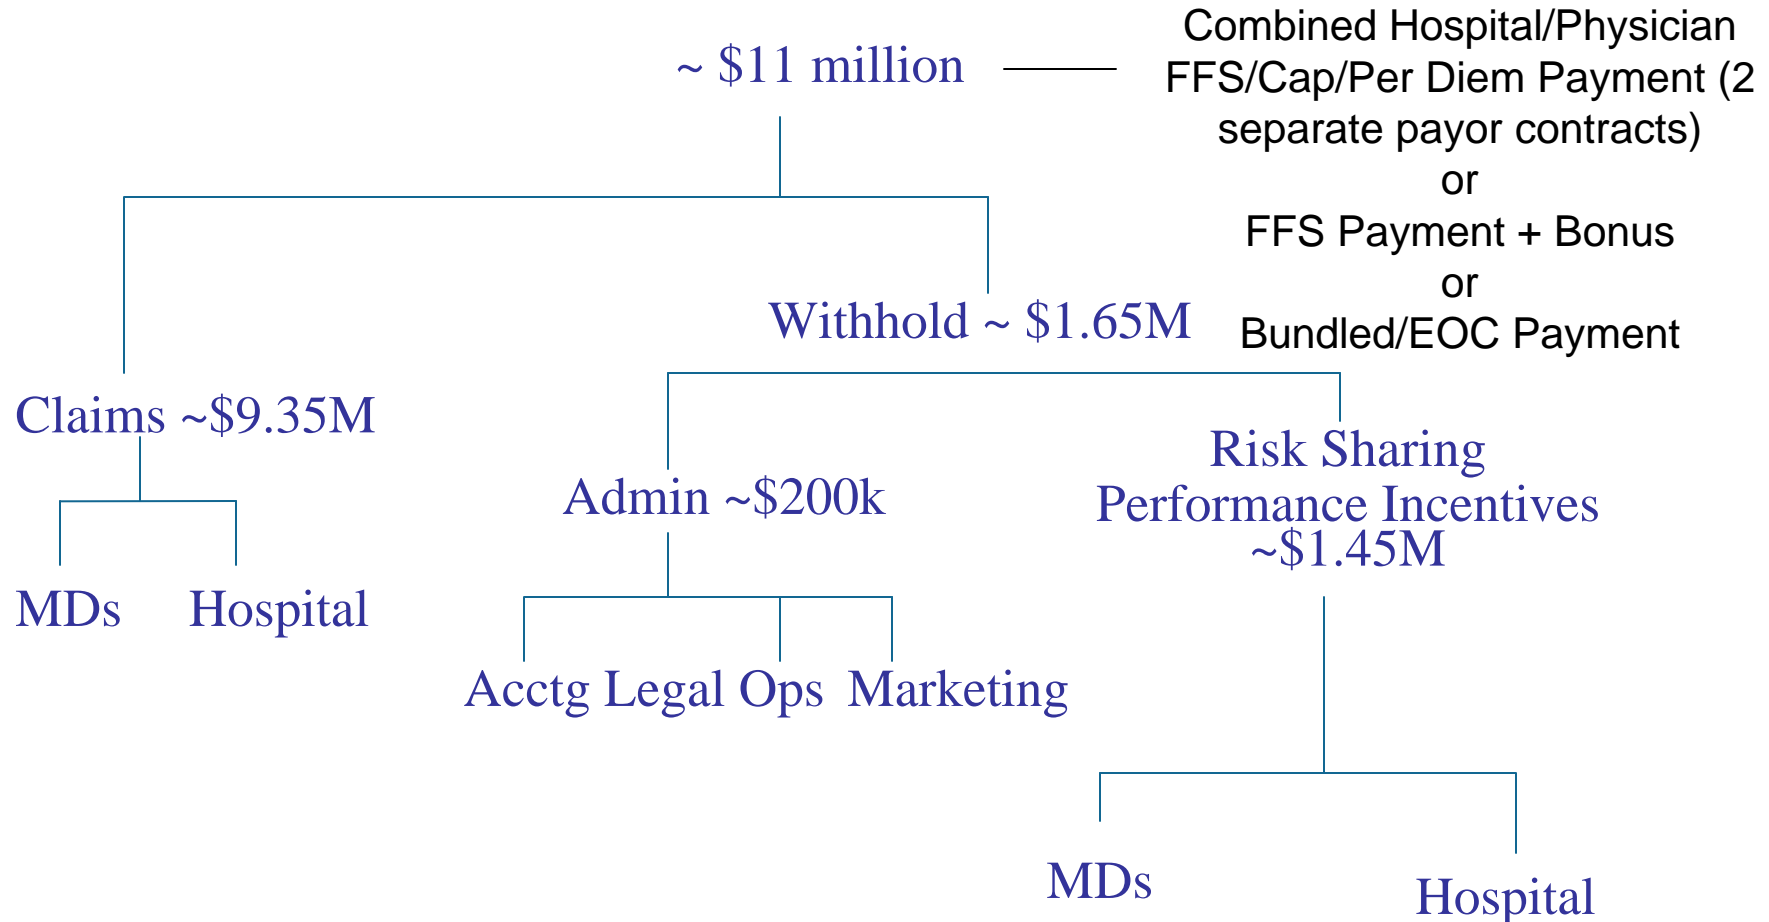 ~ $11 million
Combined Hospital/Physician
FFS/Cap/Per Diem Payment (2
separate payor contracts)
or
FFS Payment + Bonus
or
Bundled/EOC Payment
Withhold ~ $1.65M
Claims ~$9.35M
MDs
Hospital
Admin ~$200k
Acctg Legal Ops Marketing
Risk Sharing
Performance Incentives
~$1.45M
MDs
Hospital